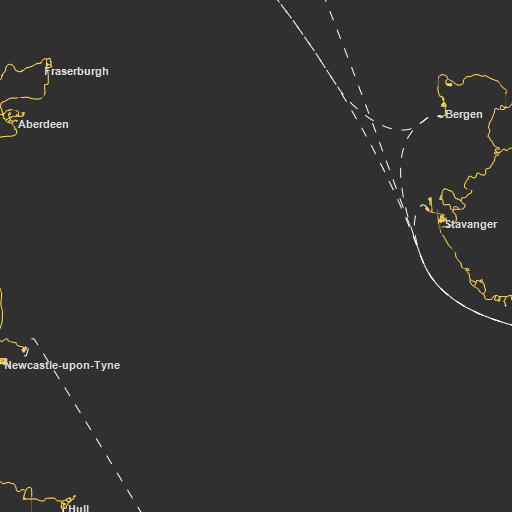 Fraserburgh
Bergen
Aberdeen
Stavanger
Newcastle-upon-Tyne
Hull